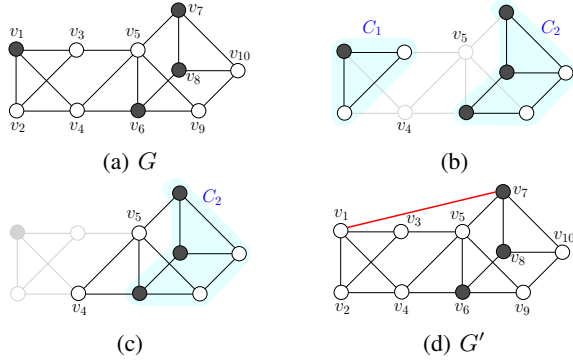 v₇
v₁ v₃ v₅
v₁₀
v₈
v₂ v₄ v₆ v₉
(a) G
C₁ C₂
v₅
v₄
(b)
C₂
v₅
v₄
(c)
v₇
v₁ v₃ v₅
v₁₀
v₈
v₂ v₄ v₆ v₉
(d) G′